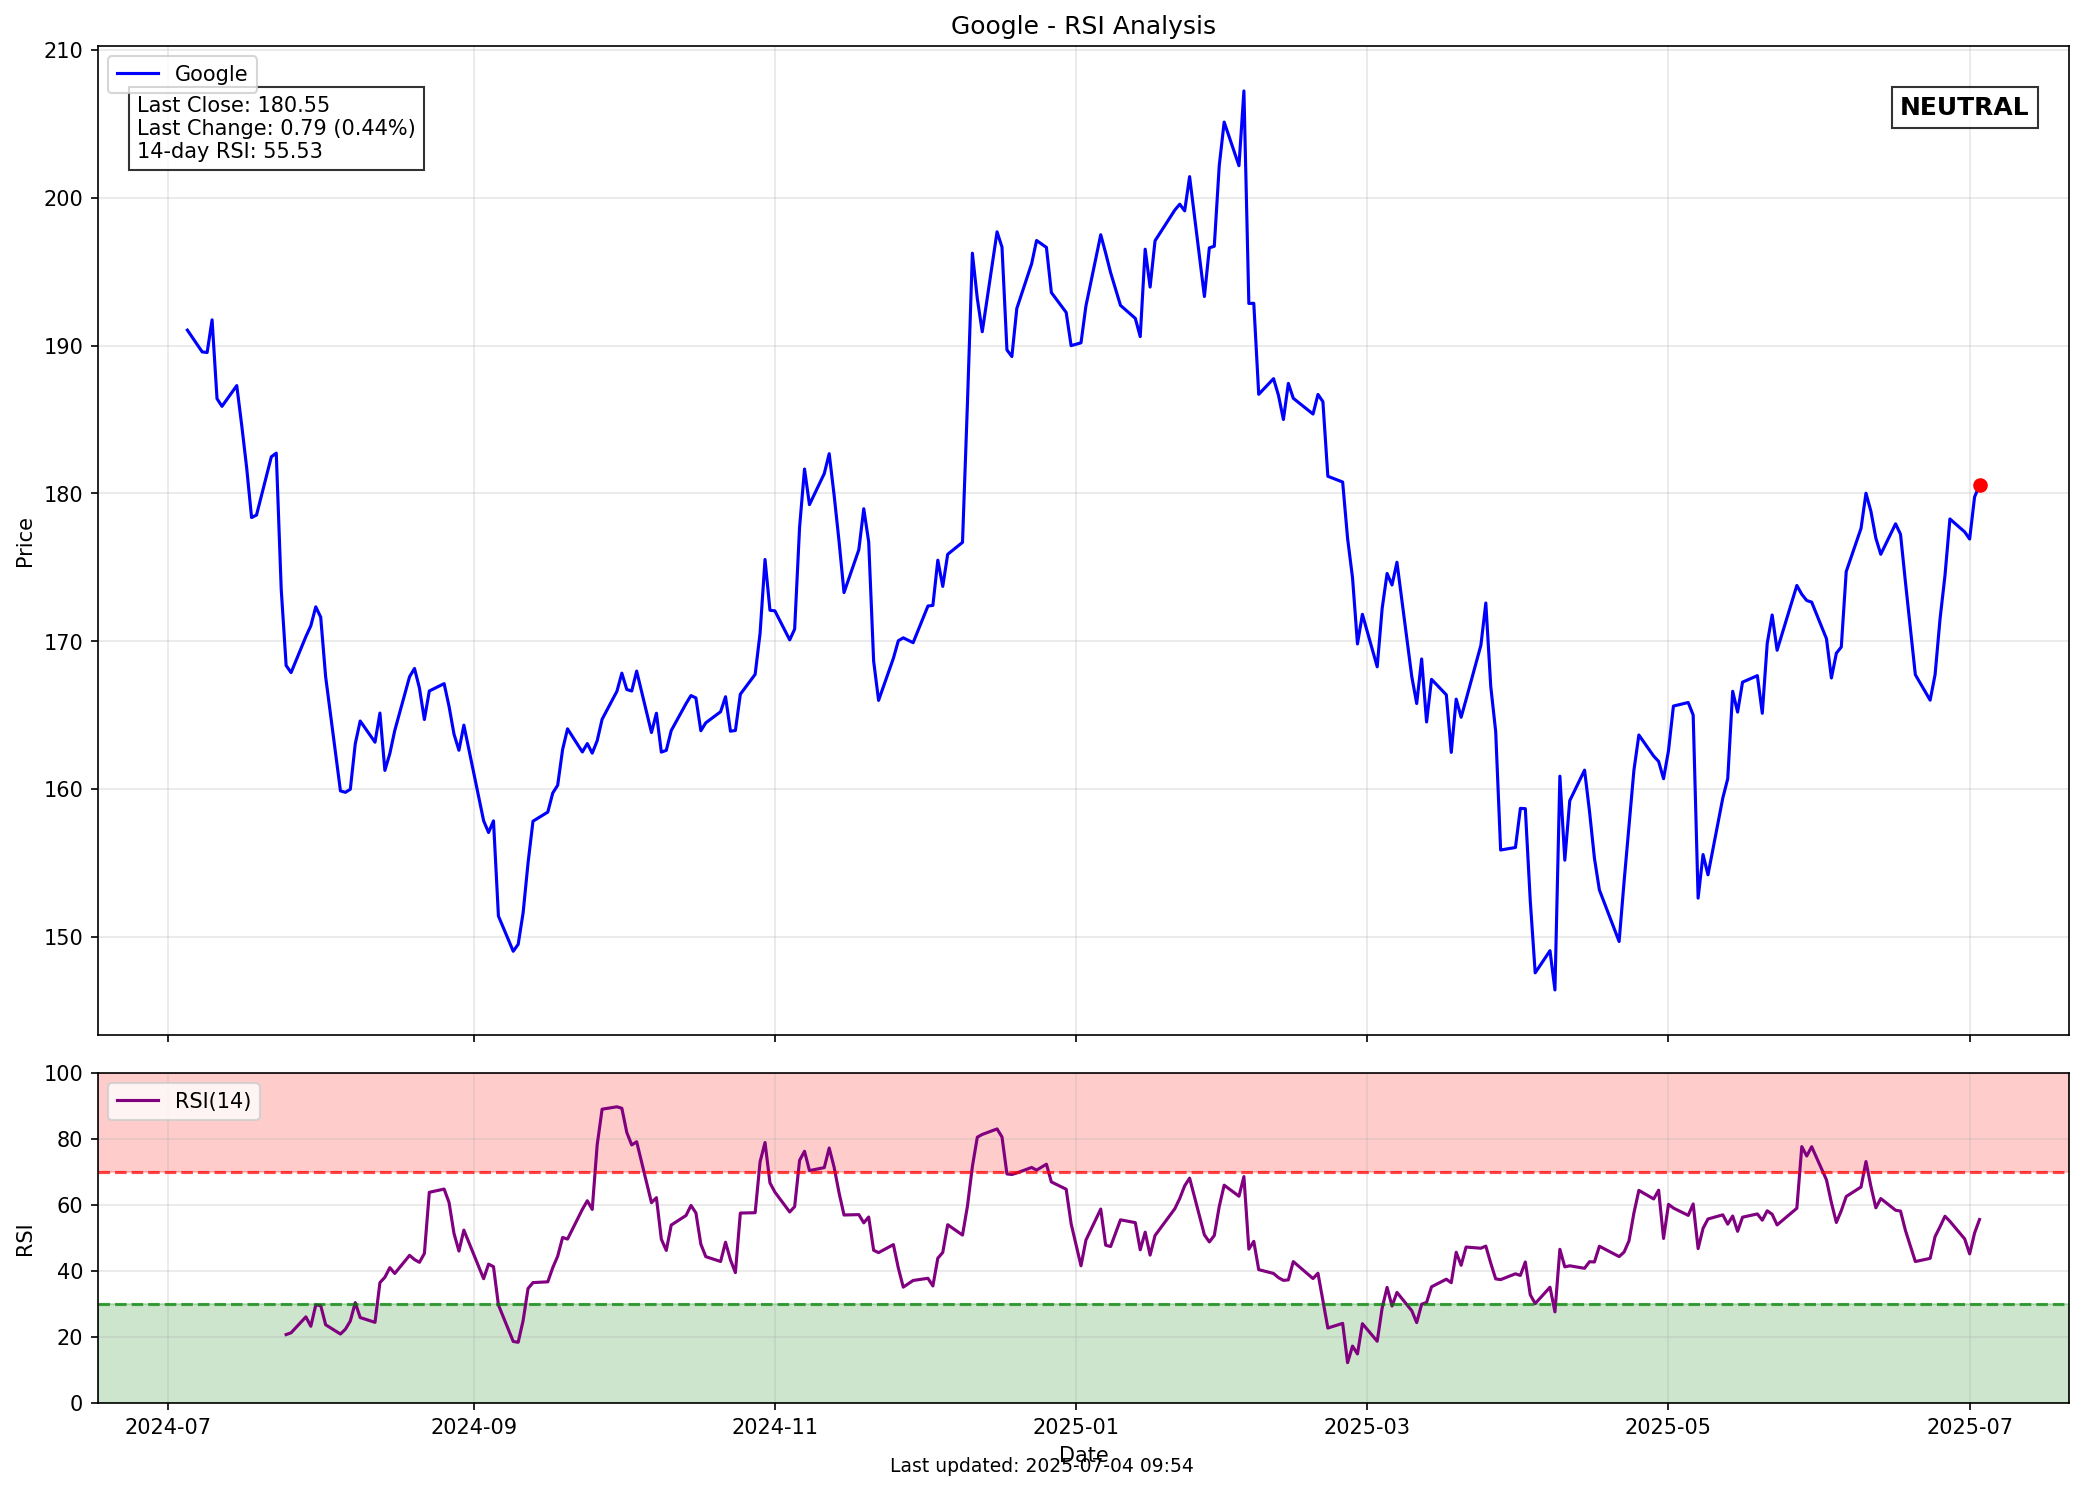 Google - RSI Analysis
Google
Last Close: 180.55
Last Change: 0.79 (0.44%)
14-day RSI: 55.53
NEUTRAL
Price
210
200
190
180
170
160
150
RSI(14)
RSI
100
80
60
40
20
0
2024-07
2024-09
2024-11
2025-01
2025-03
2025-05
2025-07
Date
Last updated: 2025-07-04 09:54